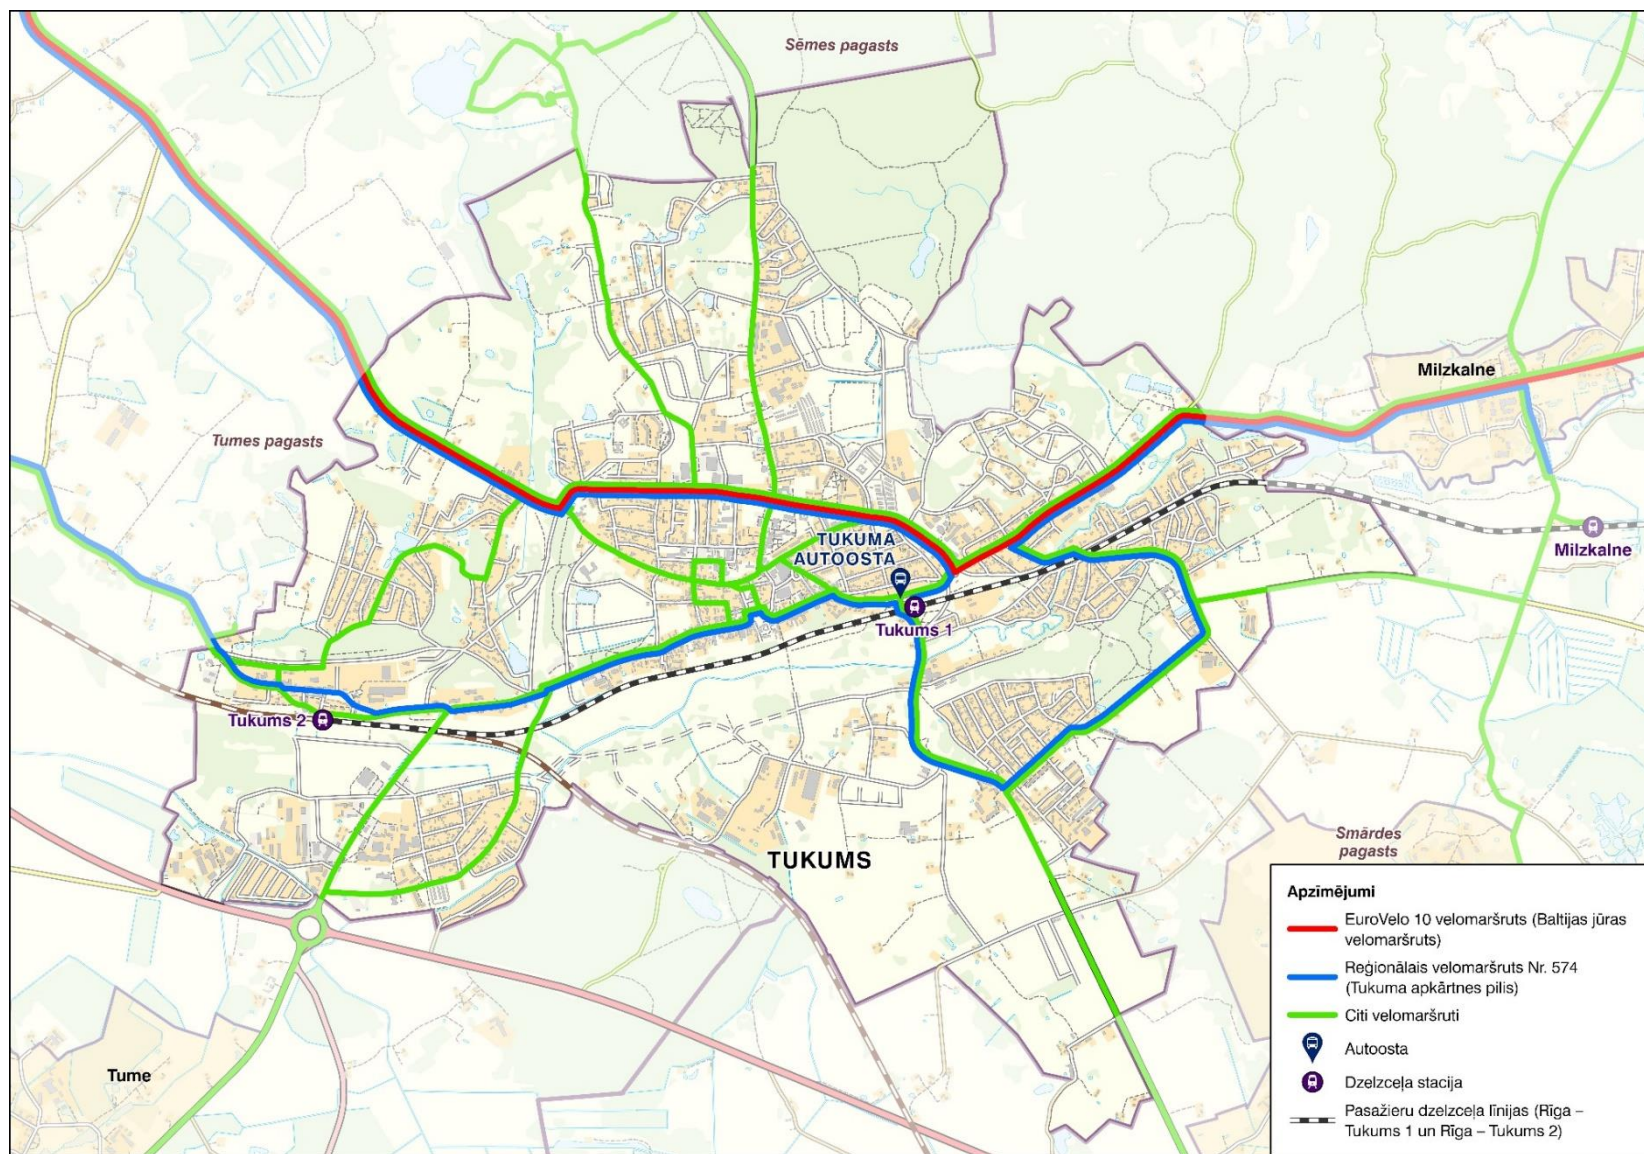 Sēmes pagasts
Milzkalne
Tumes pagasts
TUKUMA
AUTOOSTA
Milzkalne
Tukums 1
Tukums 2
Smārdes
pagasts
TUKUMS
Tume
Apzīmējumi
EuroVelo 10 velomaršruts (Baltijas jūras
velomaršruts)
Reģionālais velomaršruts Nr. 574
(Tukuma apkārtnes pilis)
Citi velomaršruti
Autoosta
Dzelzceļa stacija
Pasažieru dzelzceļa līnijas (Rīga –
Tukums 1 un Rīga – Tukums 2)